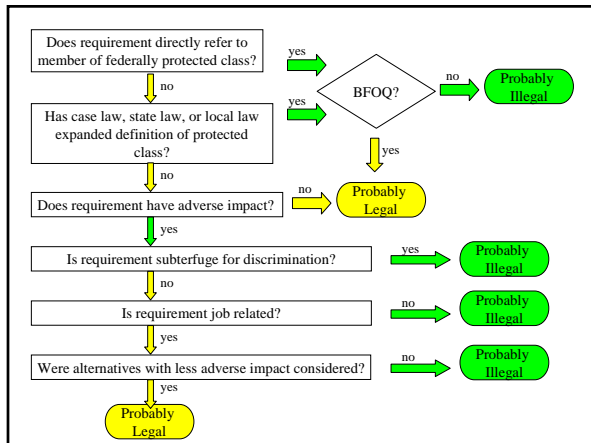 Does requirement directly refer to
member of federally protected class?
yes
no
BFOQ?
no
Probably
Illegal
Has case law, state law, or local law
expanded definition of protected
class?
yes
no
yes
Does requirement have adverse impact?
no
Probably
Legal
yes
Is requirement subterfuge for discrimination?
yes
Probably
Illegal
no
Is requirement job related?
no
Probably
Illegal
yes
Were alternatives with less adverse impact considered?
no
Probably
Illegal
yes
Probably
Legal